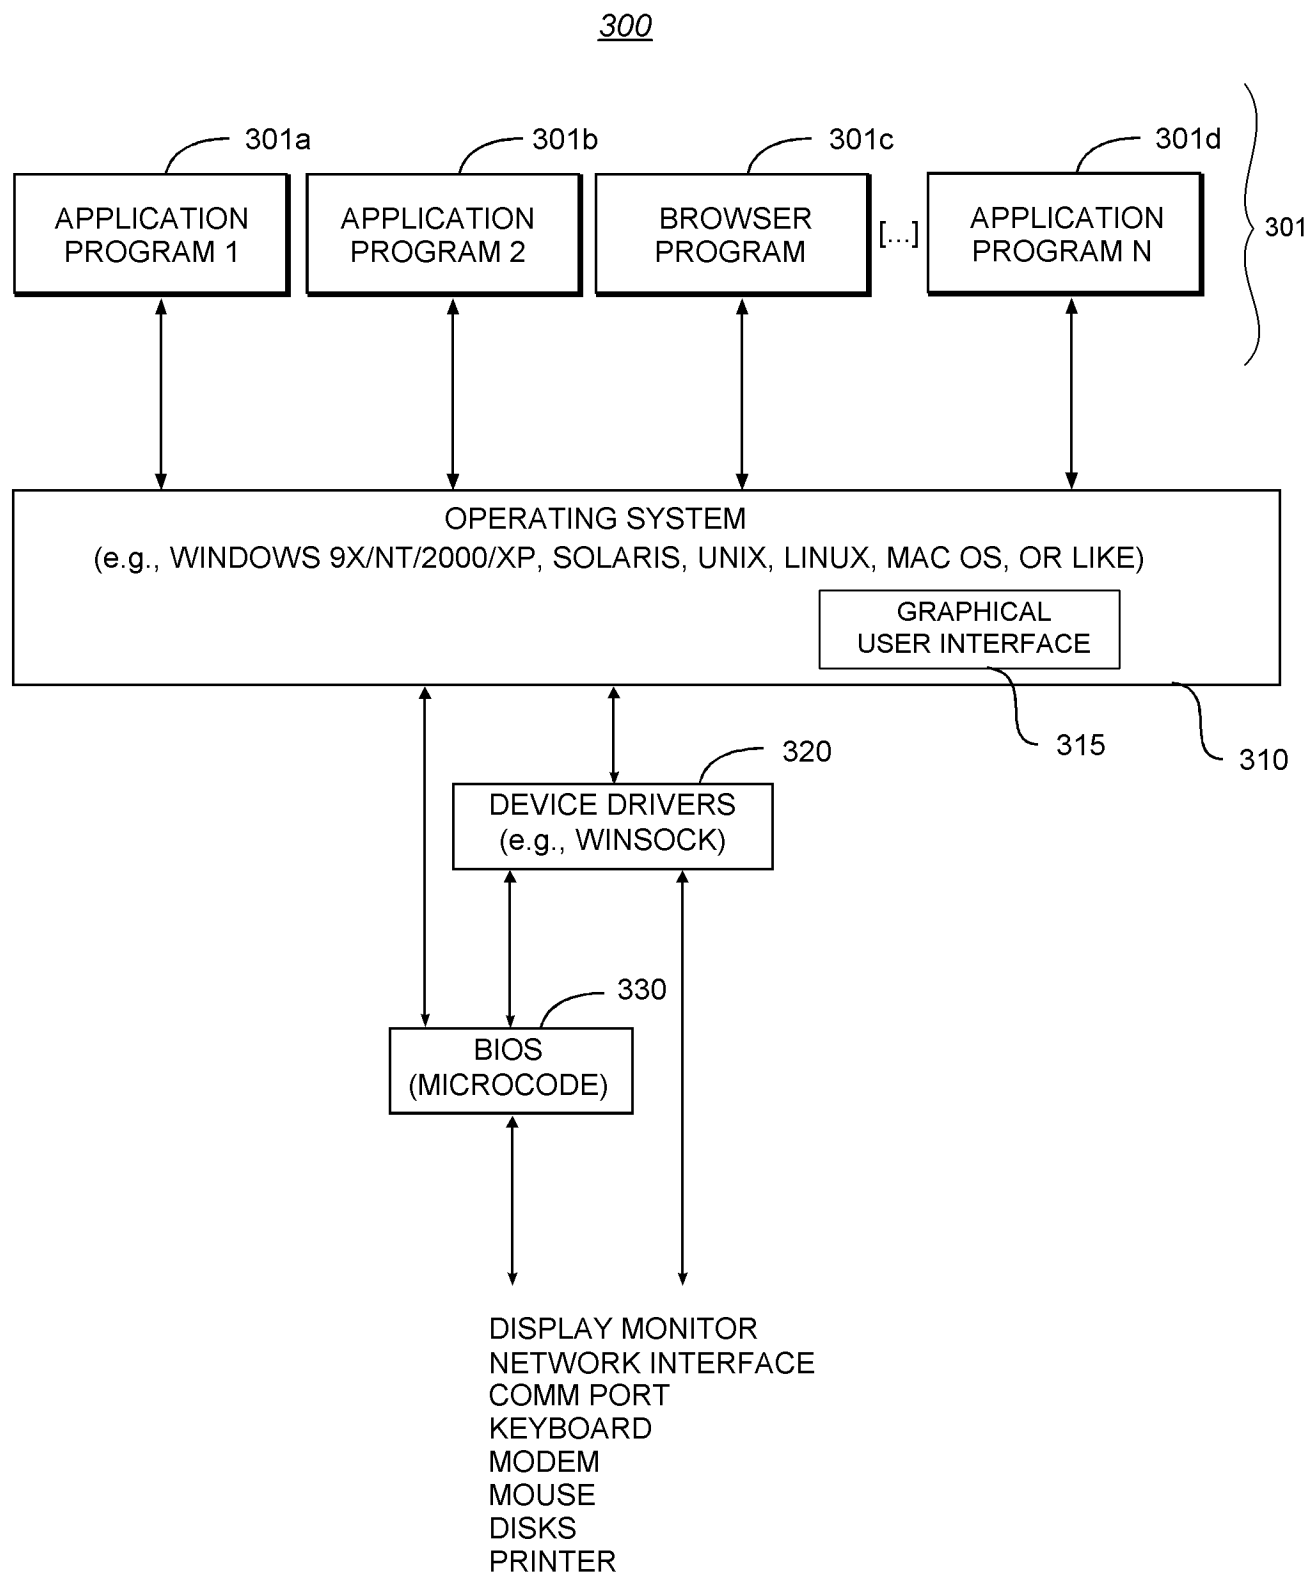 300
301a
301b
301c
301d
APPLICATION
PROGRAM 1
APPLICATION
PROGRAM 2
BROWSER
PROGRAM
[...]
APPLICATION
PROGRAM N
301
OPERATING SYSTEM
(e.g., WINDOWS 9X/NT/2000/XP, SOLARIS, UNIX, LINUX, MAC OS, OR LIKE)
GRAPHICAL
USER INTERFACE
315
310
320
DEVICE DRIVERS
(e.g., WINSOCK)
330
BIOS
(MICROCODE)
DISPLAY MONITOR
NETWORK INTERFACE
COMM PORT
KEYBOARD
MODEM
MOUSE
DISKS
PRINTER